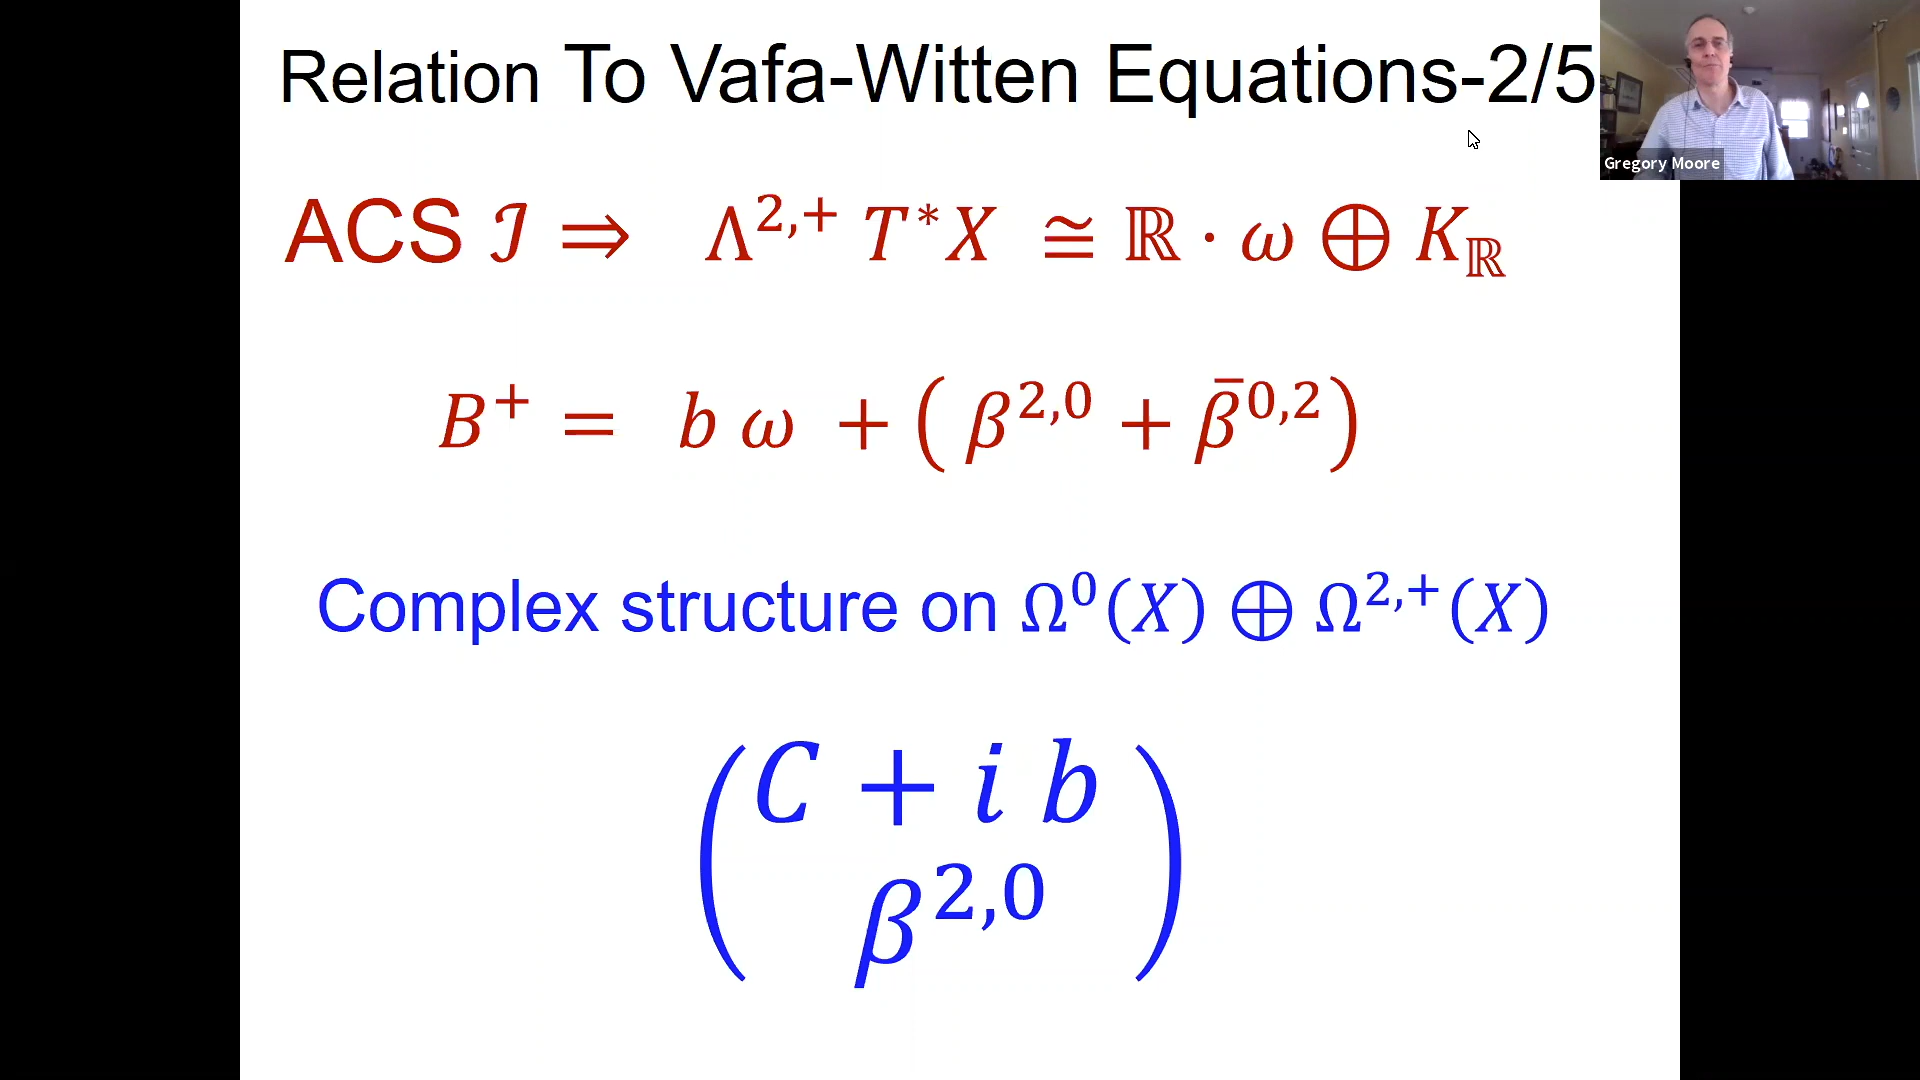 Relation To Vafa-Witten Equations-2/5
Gregory Moore
ACS ℐ ⇒ Λ^{2,+} T*X ≅ ℝ · ω ⊕ K_ℝ
B⁺ = b ω + ( β^{2,0} + β̄^{0,2} )
Complex structure on Ω⁰(X) ⊕ Ω^{2,+}(X)
( C + i b
β^{2,0} )